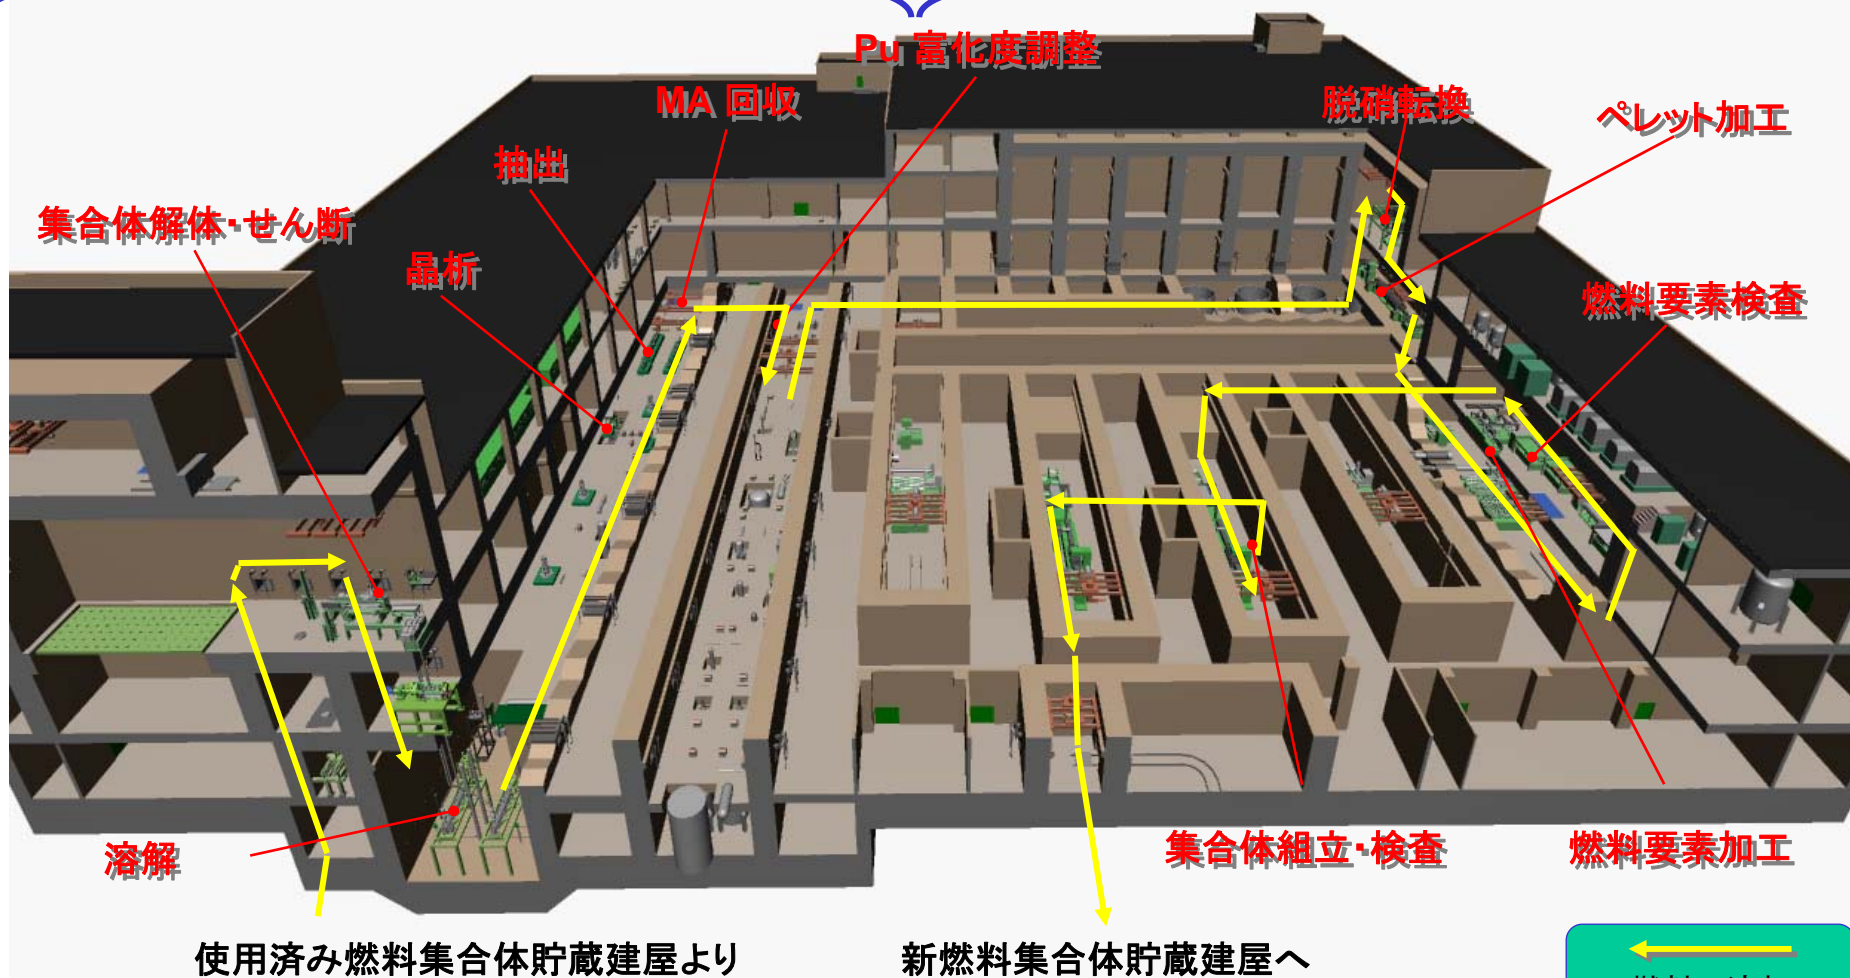 Pu 富化度調整
MA 回収
脱硝転換
ペレット加工
抽出
集合体解体・せん断
晶析
燃料要素検査
溶解
集合体組立・検査
燃料要素加工
使用済み燃料集合体貯蔵建屋より
新燃料集合体貯蔵建屋へ